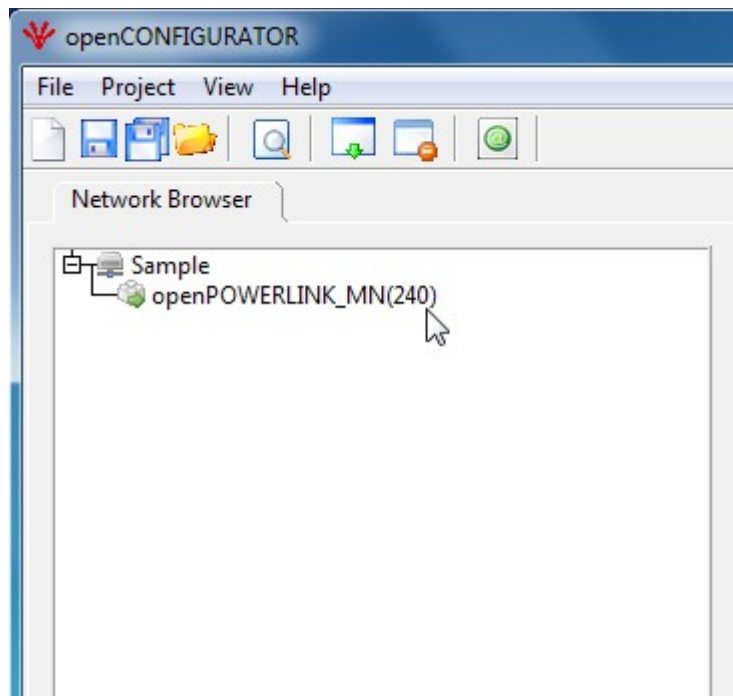 openCONFIGURATOR
File Project View Help
Network Browser
Sample
openPOWERLINK_MN(240)